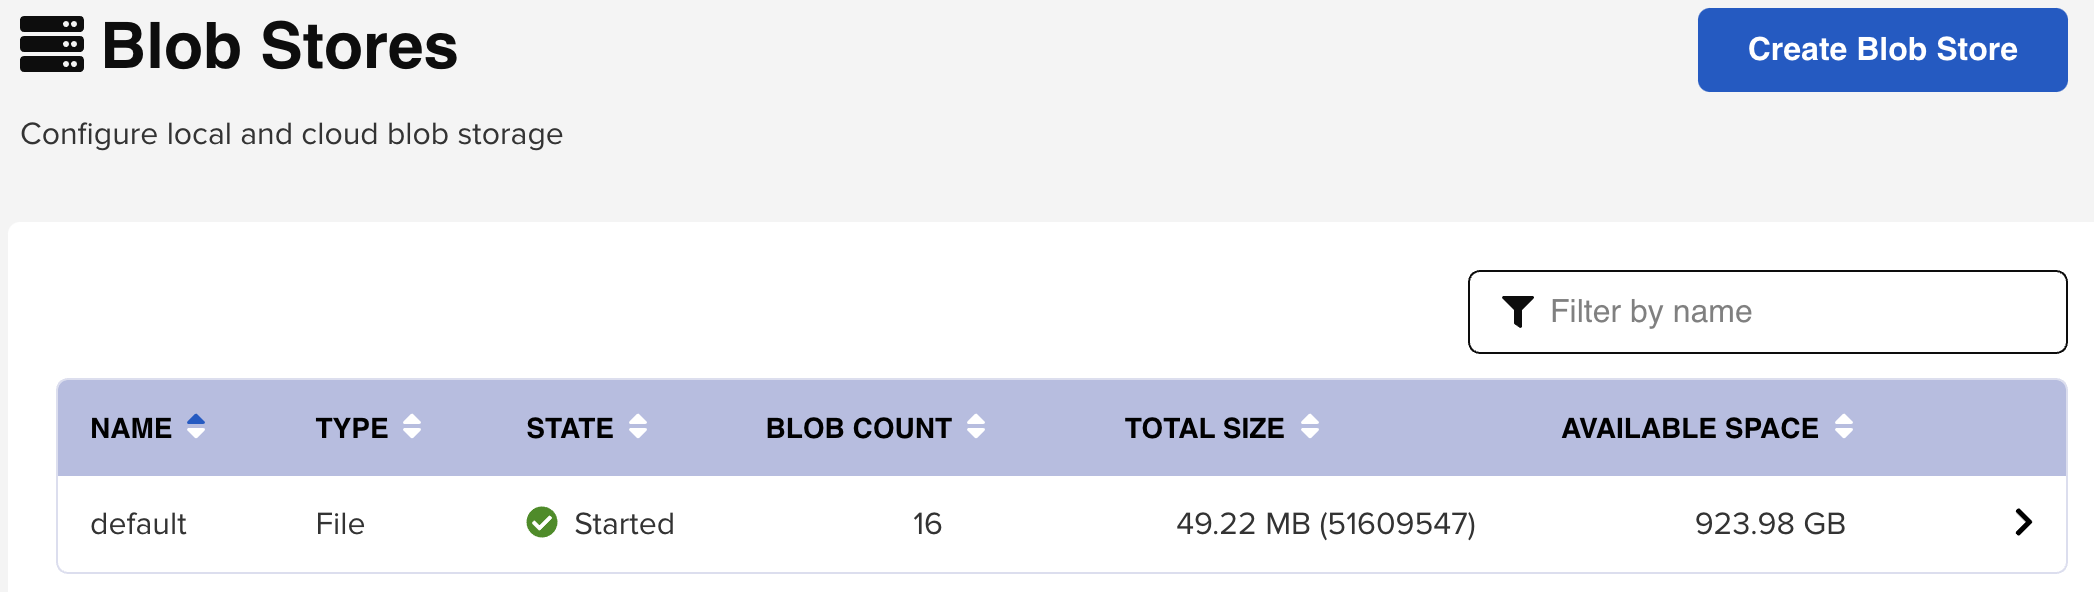 Blob Stores
Create Blob Store
Configure local and cloud blob storage
Filter by name
NAME TYPE STATE BLOB COUNT TOTAL SIZE AVAILABLE SPACE
default File Started 16 49.22 MB (51609547) 923.98 GB